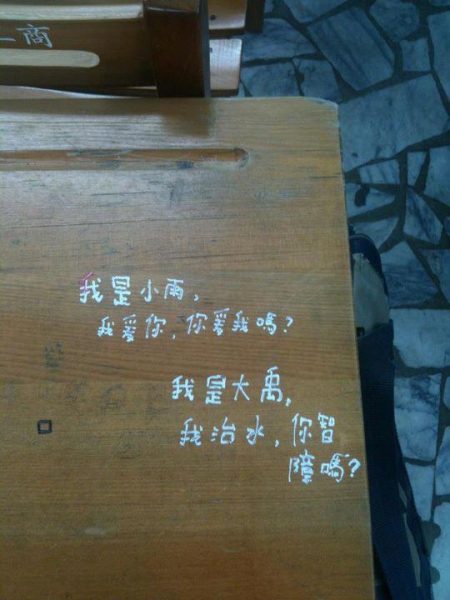 二商
我是小雨,
我爱你,你爱我嗎?
我是大禹,
我治水,你智
障嗎?